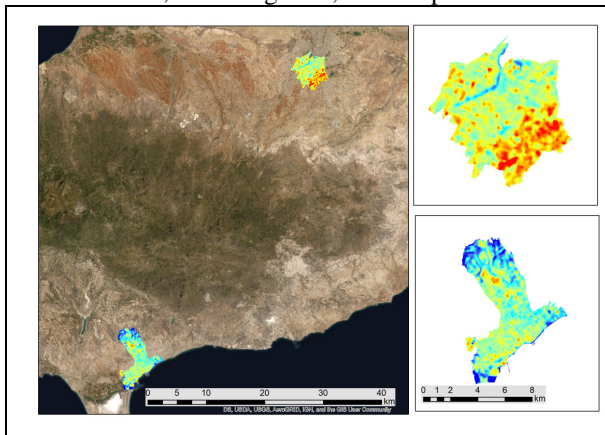 0 5 10 20 30 40
km
DS, USDA, USGS, AeroGRID, IGN, and the GIS User Community
0 1 2 4 6 8
km